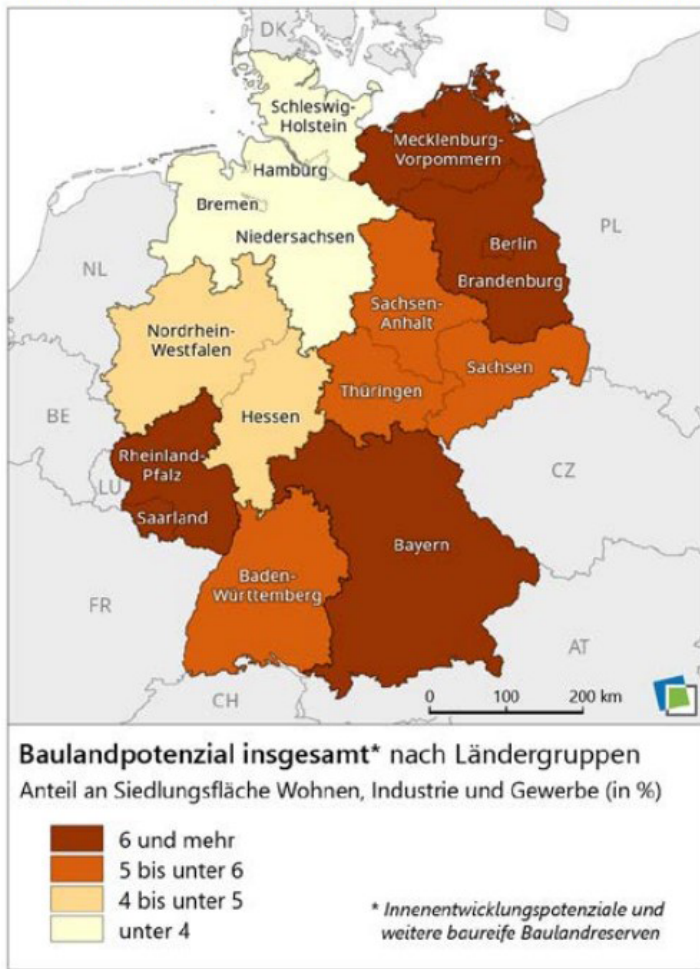 DK
Schleswig-
Holstein
Mecklenburg-
Vorpommern
Hamburg
Bremen
PL
Niedersachsen
Berlin
NL
Brandenburg
Sachsen-
Anhalt
Nordrhein-
Westfalen
Sachsen
Thüringen
Hessen
BE
Rheinland-
Pfalz
CZ
LU
Saarland
Bayern
Baden-
Württemberg
FR
AT
CH
0 100 200 km
Baulandpotenzial insgesamt* nach Ländergruppen
Anteil an Siedlungsfläche Wohnen, Industrie und Gewerbe (in %)
6 und mehr
5 bis unter 6
4 bis unter 5
unter 4
* Innenentwicklungspotenziale und
weitere baureife Baulandreserven